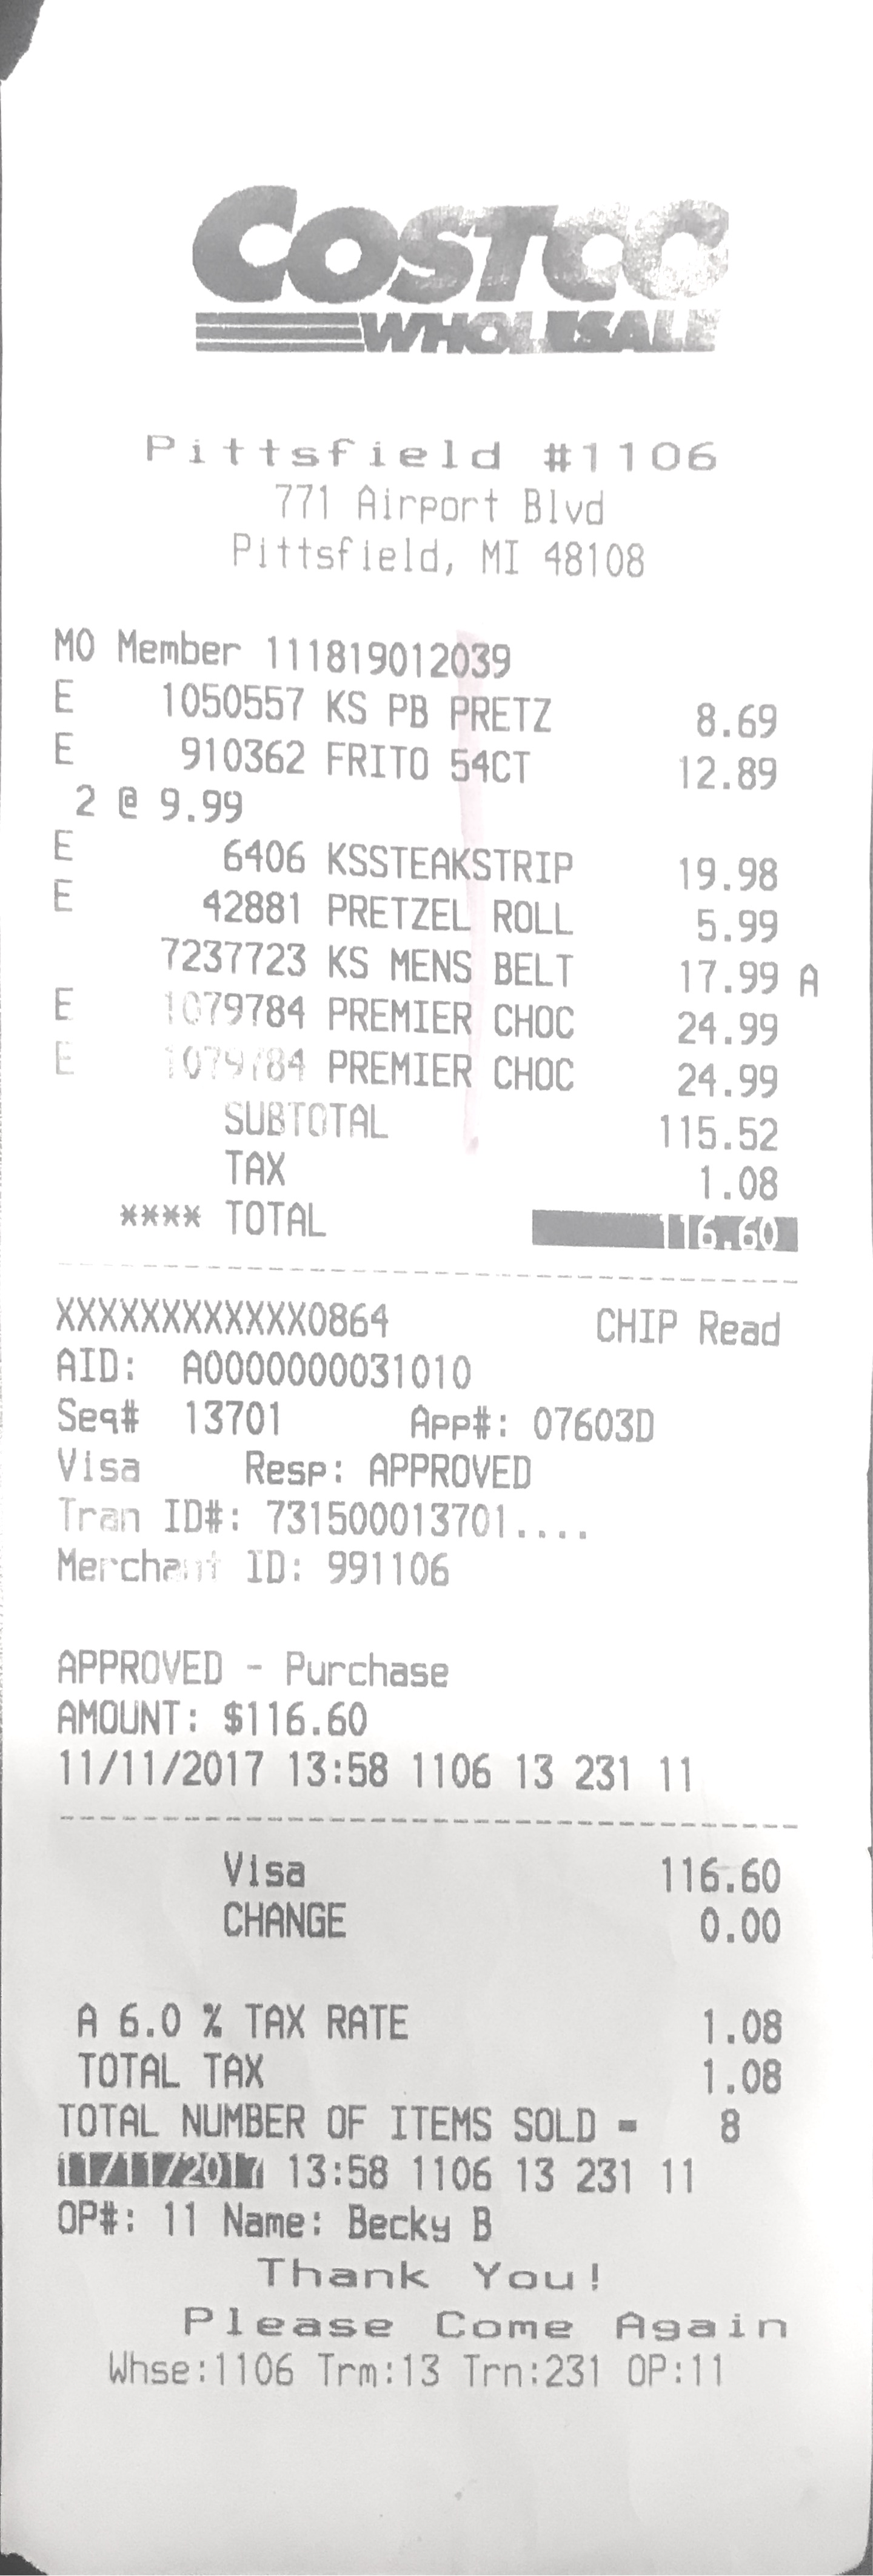 COSTCO
WHOLESALE
Pittsfield #1106
771 Airport Blvd
Pittsfield, MI 48108
MO Member 111819012039
E 1050557 KS PB PRETZ 8.69
E 910362 FRITO 54CT 12.89
2 @ 9.99
E 6406 KSSTEAKSTRIP 19.98
E 42881 PRETZEL ROLL 5.99
7237723 KS MENS BELT 17.99 A
E 1079784 PREMIER CHOC 24.99
E 1079784 PREMIER CHOC 24.99
SUBTOTAL 115.52
TAX 1.08
**** TOTAL 116.60
XXXXXXXXXXXX0864 CHIP Read
AID: A0000000031010
Seq# 13701 App#: 07603D
Visa Resp: APPROVED
Tran ID#: 731500013701....
Merchant ID: 991106
APPROVED - Purchase
AMOUNT: $116.60
11/11/2017 13:58 1106 13 231 11
Visa 116.60
CHANGE 0.00
A 6.0 % TAX RATE 1.08
TOTAL TAX 1.08
TOTAL NUMBER OF ITEMS SOLD = 8
11/11/2017 13:58 1106 13 231 11
OP#: 11 Name: Becky B
Thank You!
Please Come Again
Whse:1106 Trm:13 Trn:231 OP:11